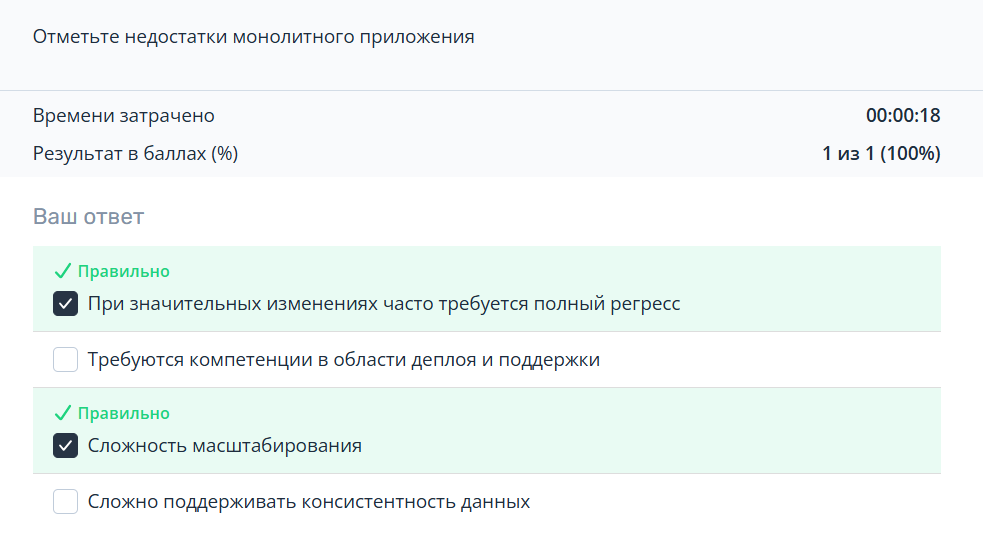 Отметьте недостатки монолитного приложения
Времени затрачено 00:00:18
Результат в баллах (%) 1 из 1 (100%)
Ваш ответ
Правильно
При значительных изменениях часто требуется полный регресс
Требуются компетенции в области деплоя и поддержки
Правильно
Сложность масштабирования
Сложно поддерживать консистентность данных